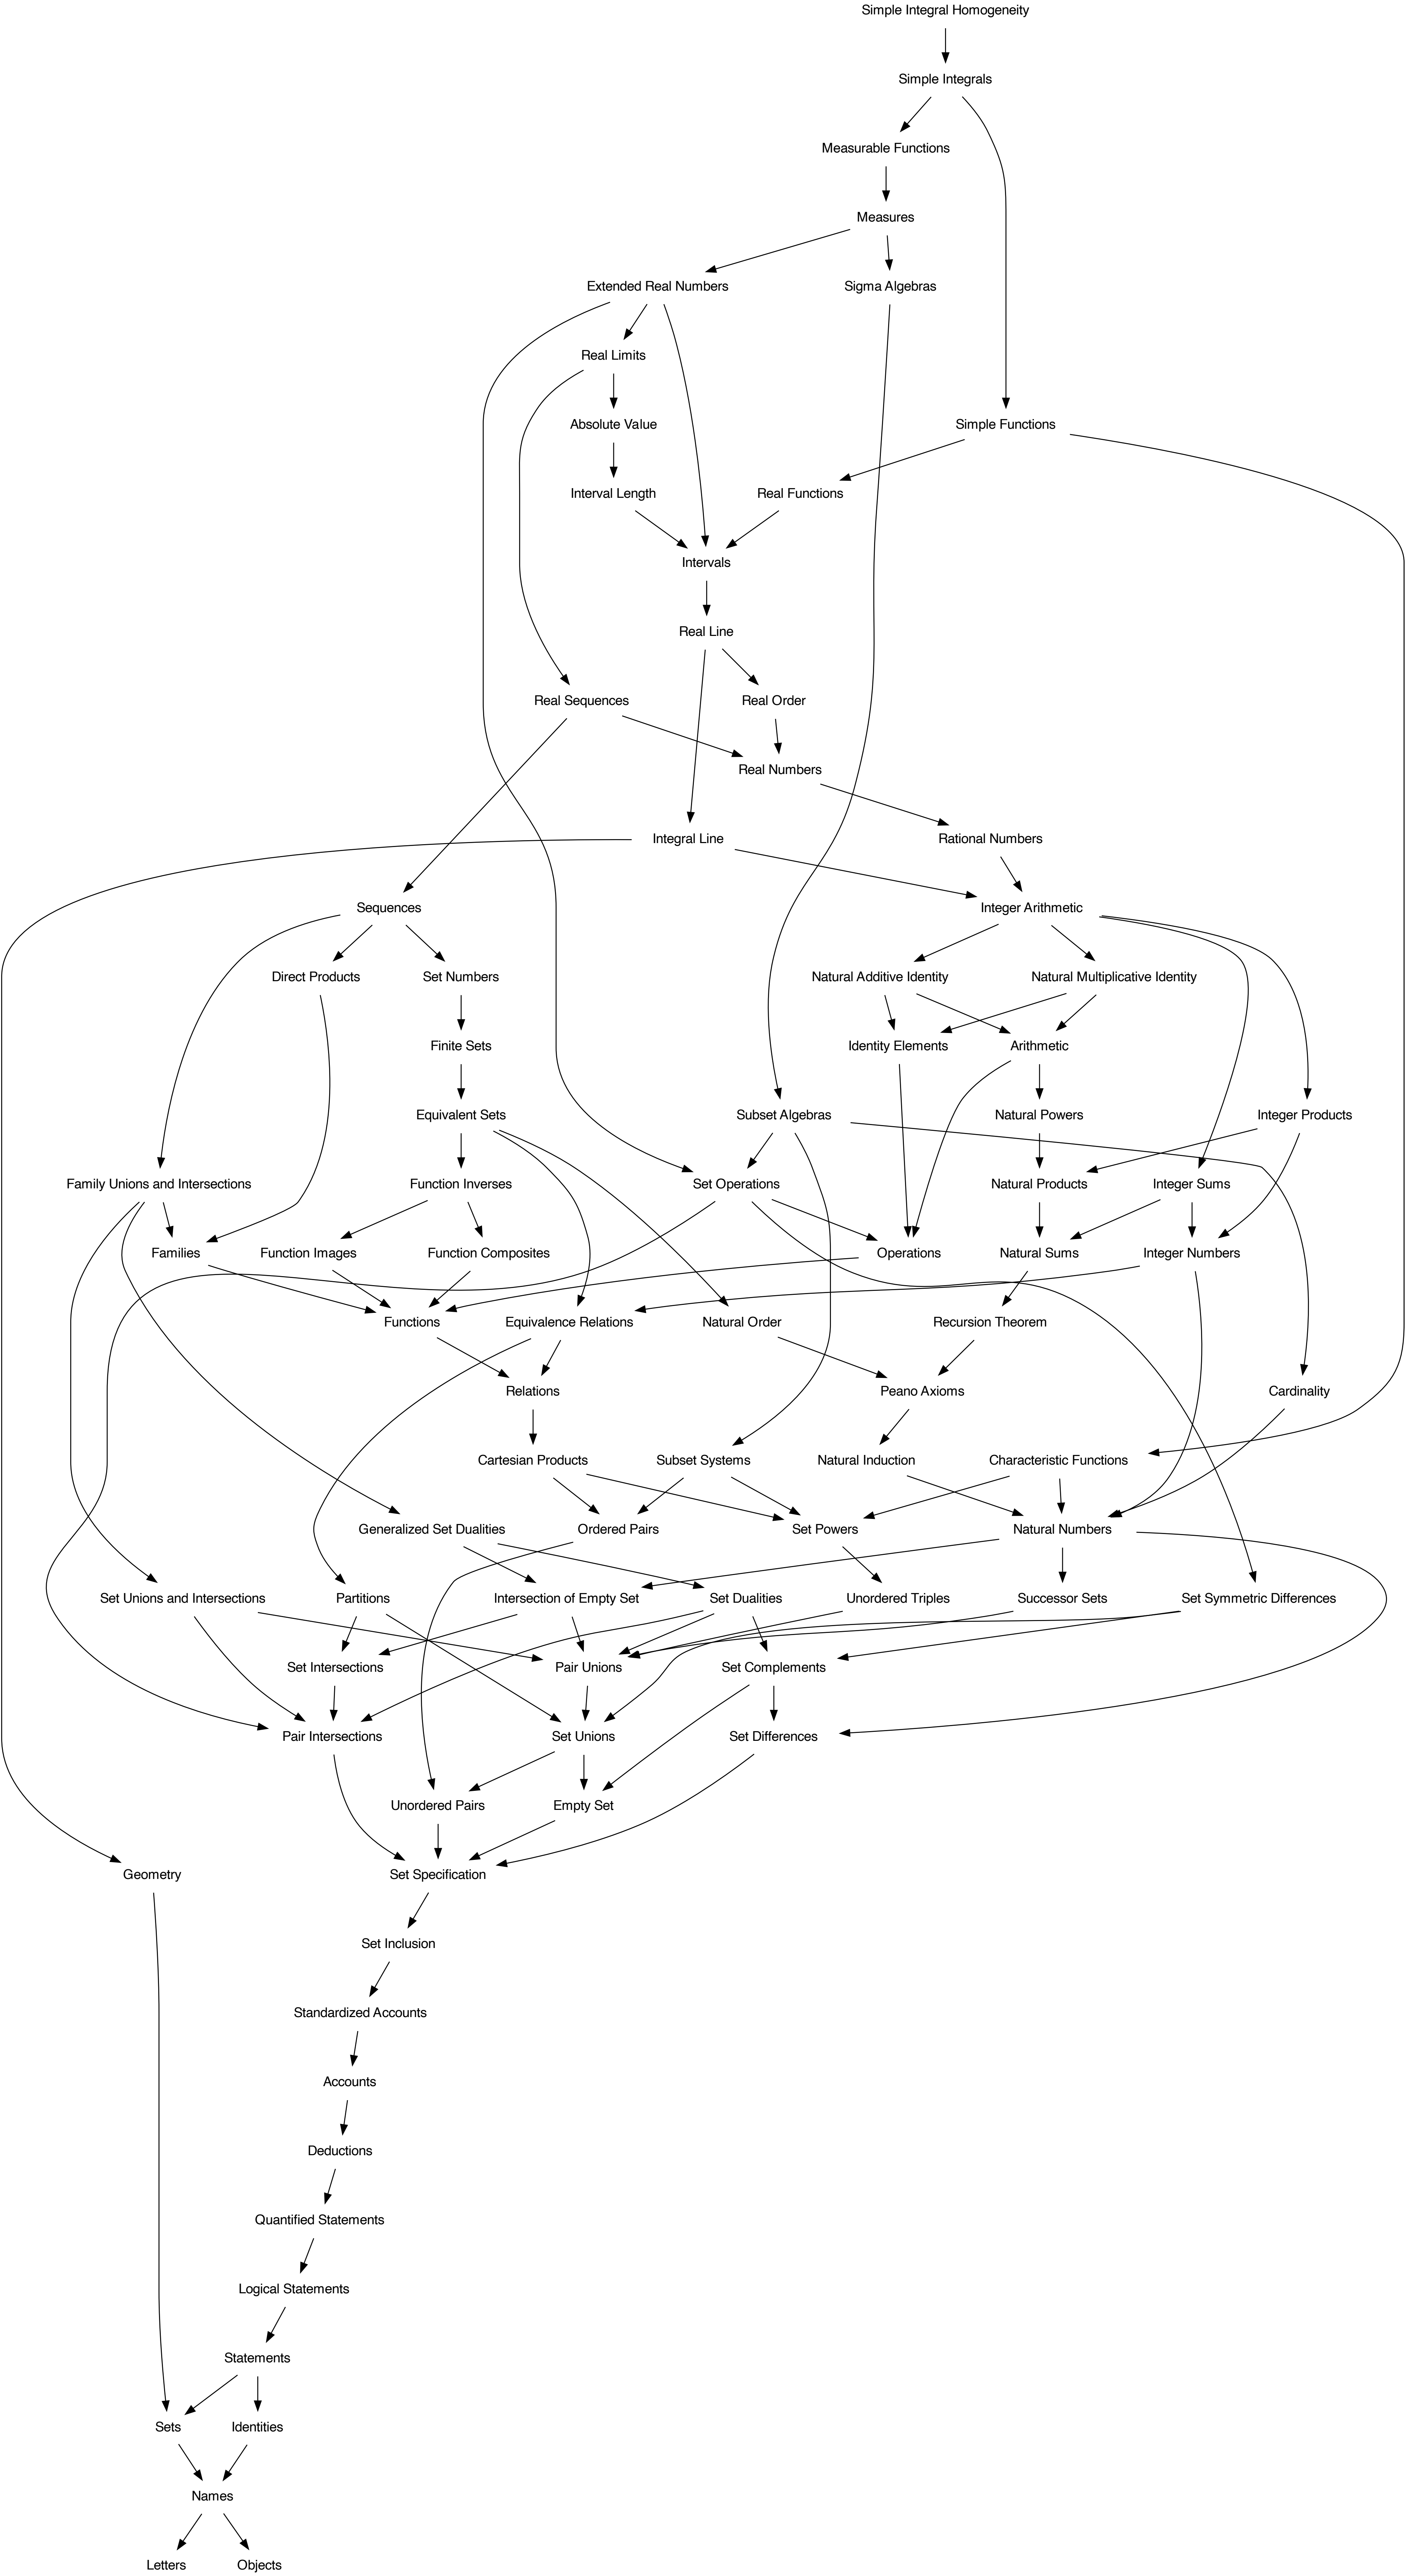 Simple Integral Homogeneity
Simple Integrals
Measurable Functions
Measures
Extended Real Numbers
Sigma Algebras
Real Limits
Absolute Value
Simple Functions
Interval Length
Real Functions
Intervals
Real Line
Real Sequences
Real Order
Real Numbers
Integral Line
Rational Numbers
Sequences
Integer Arithmetic
Direct Products
Set Numbers
Natural Additive Identity
Natural Multiplicative Identity
Finite Sets
Identity Elements
Arithmetic
Equivalent Sets
Subset Algebras
Natural Powers
Integer Products
Family Unions and Intersections
Function Inverses
Set Operations
Natural Products
Integer Sums
Families
Function Images
Function Composites
Operations
Natural Sums
Integer Numbers
Functions
Equivalence Relations
Natural Order
Recursion Theorem
Relations
Peano Axioms
Cardinality
Cartesian Products
Subset Systems
Natural Induction
Characteristic Functions
Generalized Set Dualities
Ordered Pairs
Set Powers
Natural Numbers
Set Unions and Intersections
Partitions
Intersection of Empty Set
Set Dualities
Unordered Triples
Successor Sets
Set Symmetric Differences
Set Intersections
Pair Unions
Set Complements
Pair Intersections
Set Unions
Set Differences
Unordered Pairs
Empty Set
Geometry
Set Specification
Set Inclusion
Standardized Accounts
Accounts
Deductions
Quantified Statements
Logical Statements
Statements
Sets
Identities
Names
Letters
Objects